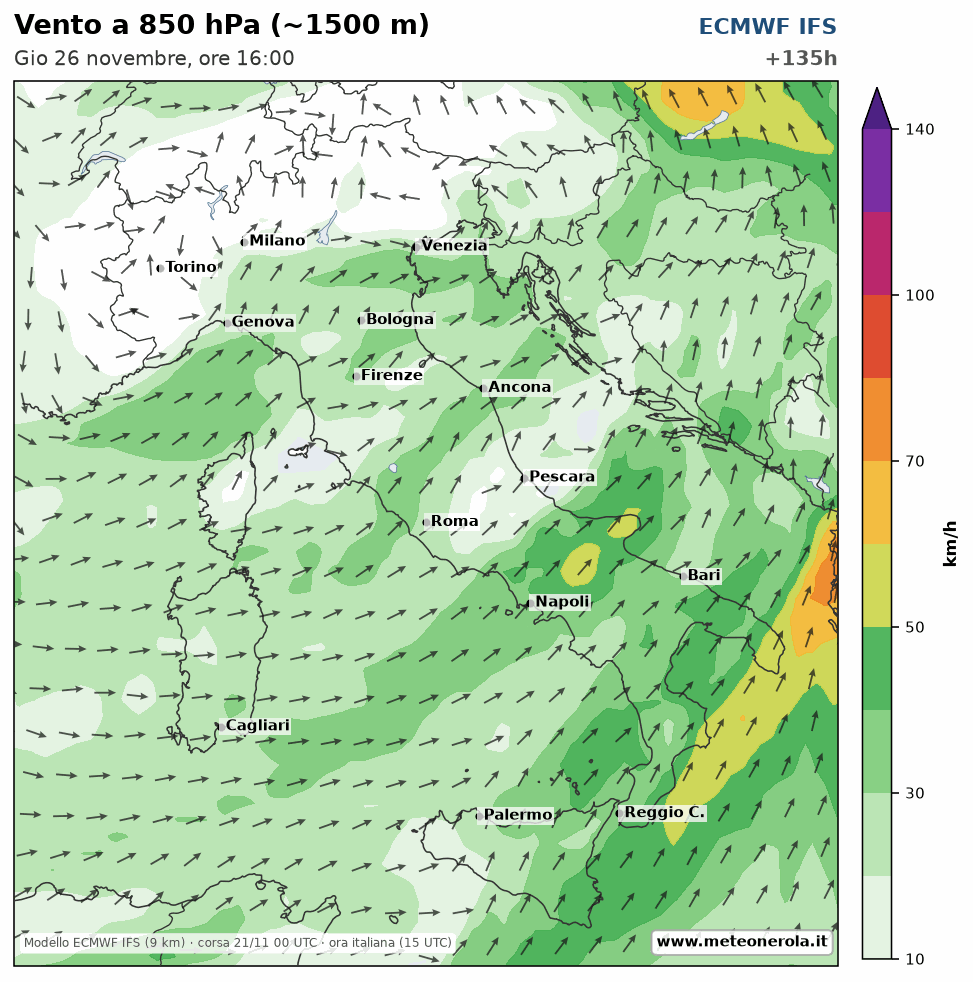 Vento a 850 hPa (~1500 m)
ECMWF IFS
Gio 26 novembre, ore 16:00
+135h
Milano
Venezia
Torino
Genova
Bologna
Firenze
Ancona
Pescara
Roma
Bari
Napoli
Cagliari
Palermo
Reggio C.
140
100
70
50
30
10
km/h
Modello ECMWF IFS (9 km) · corsa 21/11 00 UTC · ora italiana (15 UTC)
www.meteonerola.it